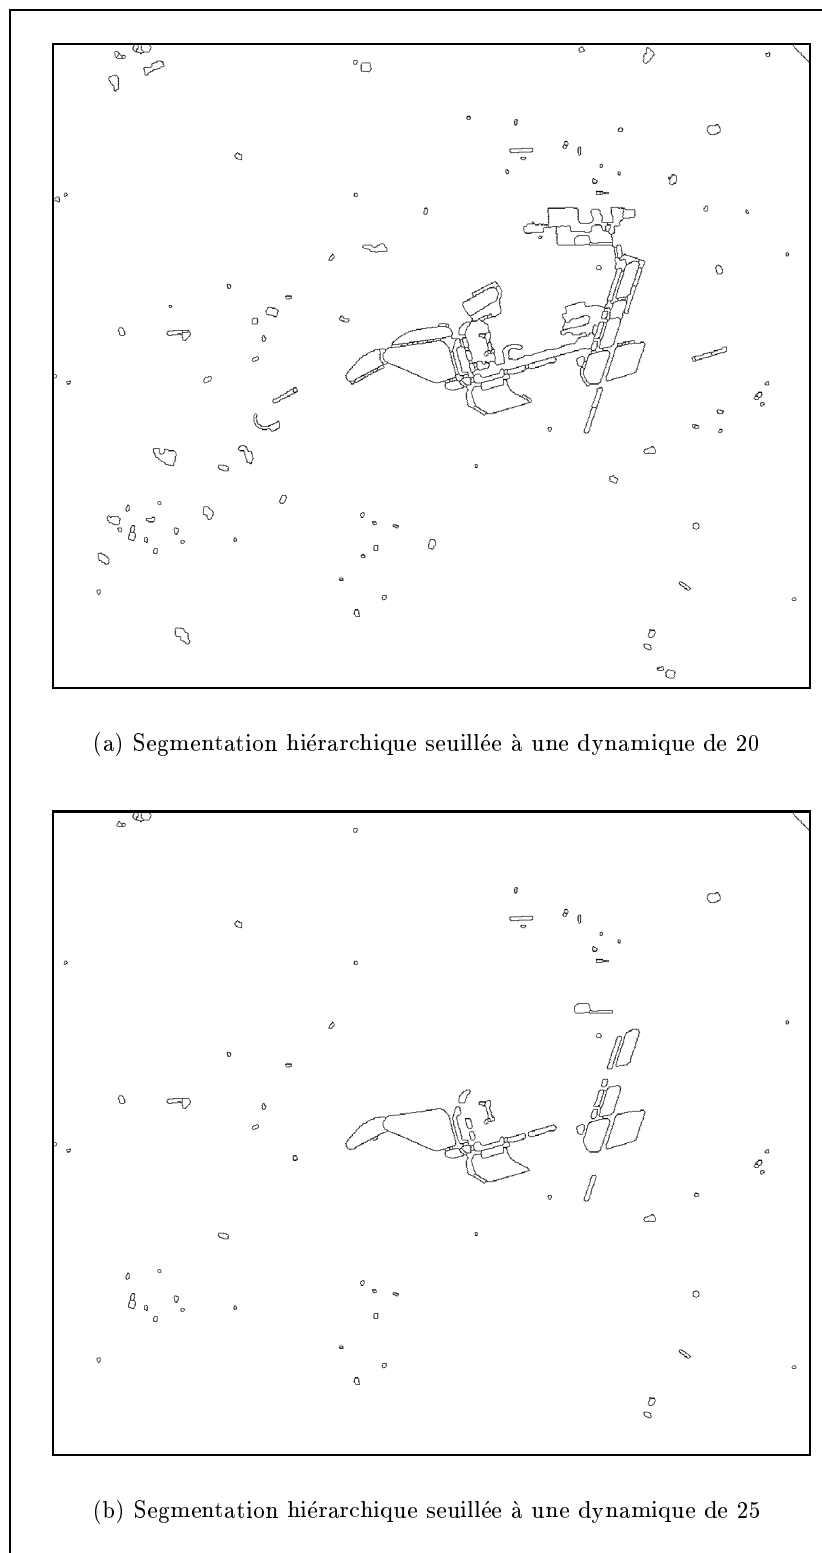 (a) Segmentation hiérarchique seuillée à une dynamique de 20
(b) Segmentation hiérarchique seuillée à une dynamique de 25